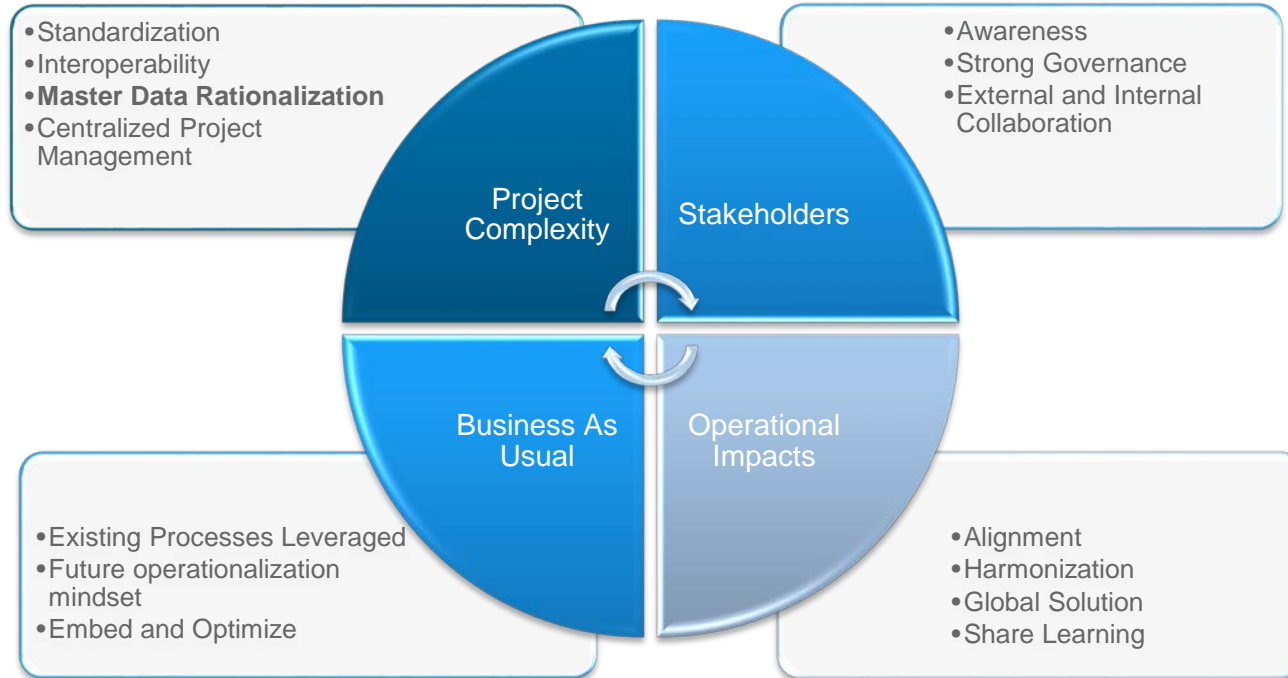 •Standardization
•Interoperability
•Master Data Rationalization
•Centralized Project
Management
•Awareness
•Strong Governance
•External and Internal
Collaboration
Project
Complexity
Stakeholders
Business As
Usual
Operational
Impacts
•Existing Processes Leveraged
•Future operationalization
mindset
•Embed and Optimize
•Alignment
•Harmonization
•Global Solution
•Share Learning